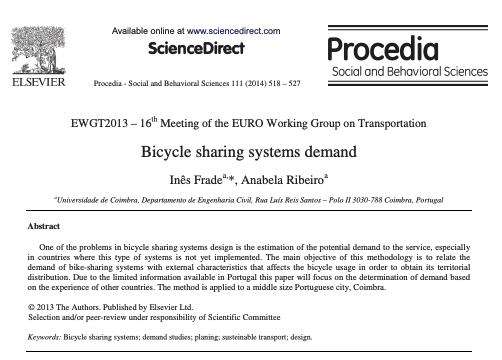 Available online at www.sciencedirect.com
ScienceDirect
ELSEVIER
Procedia - Social and Behavioral Sciences 111 (2014) 518 – 527
Procedia
Social and Behavioral Sciences
EWGT2013 – 16th Meeting of the EURO Working Group on Transportation
Bicycle sharing systems demand
Inês Fradea,*, Anabela Ribeiroa
aUniversidade de Coimbra, Departamento de Engenharia Civil, Rua Luís Reis Santos – Polo II 3030-788 Coimbra, Portugal
Abstract
One of the problems in bicycle sharing systems design is the estimation of the potential demand to the service, especially
in countries where this type of systems is not yet implemented. The main objective of this methodology is to relate the
demand of bike-sharing systems with external characteristics that affects the bicycle usage in order to obtain its territorial
distribution. Due to the limited information available in Portugal this paper will focus on the determination of demand based
on the experience of other countries. The method is applied to a middle size Portuguese city, Coimbra.
© 2013 The Authors. Published by Elsevier Ltd.
Selection and/or peer-review under responsibility of Scientific Committee
Keywords: Bicycle sharing systems; demand studies; planing; susteinable transport; design.